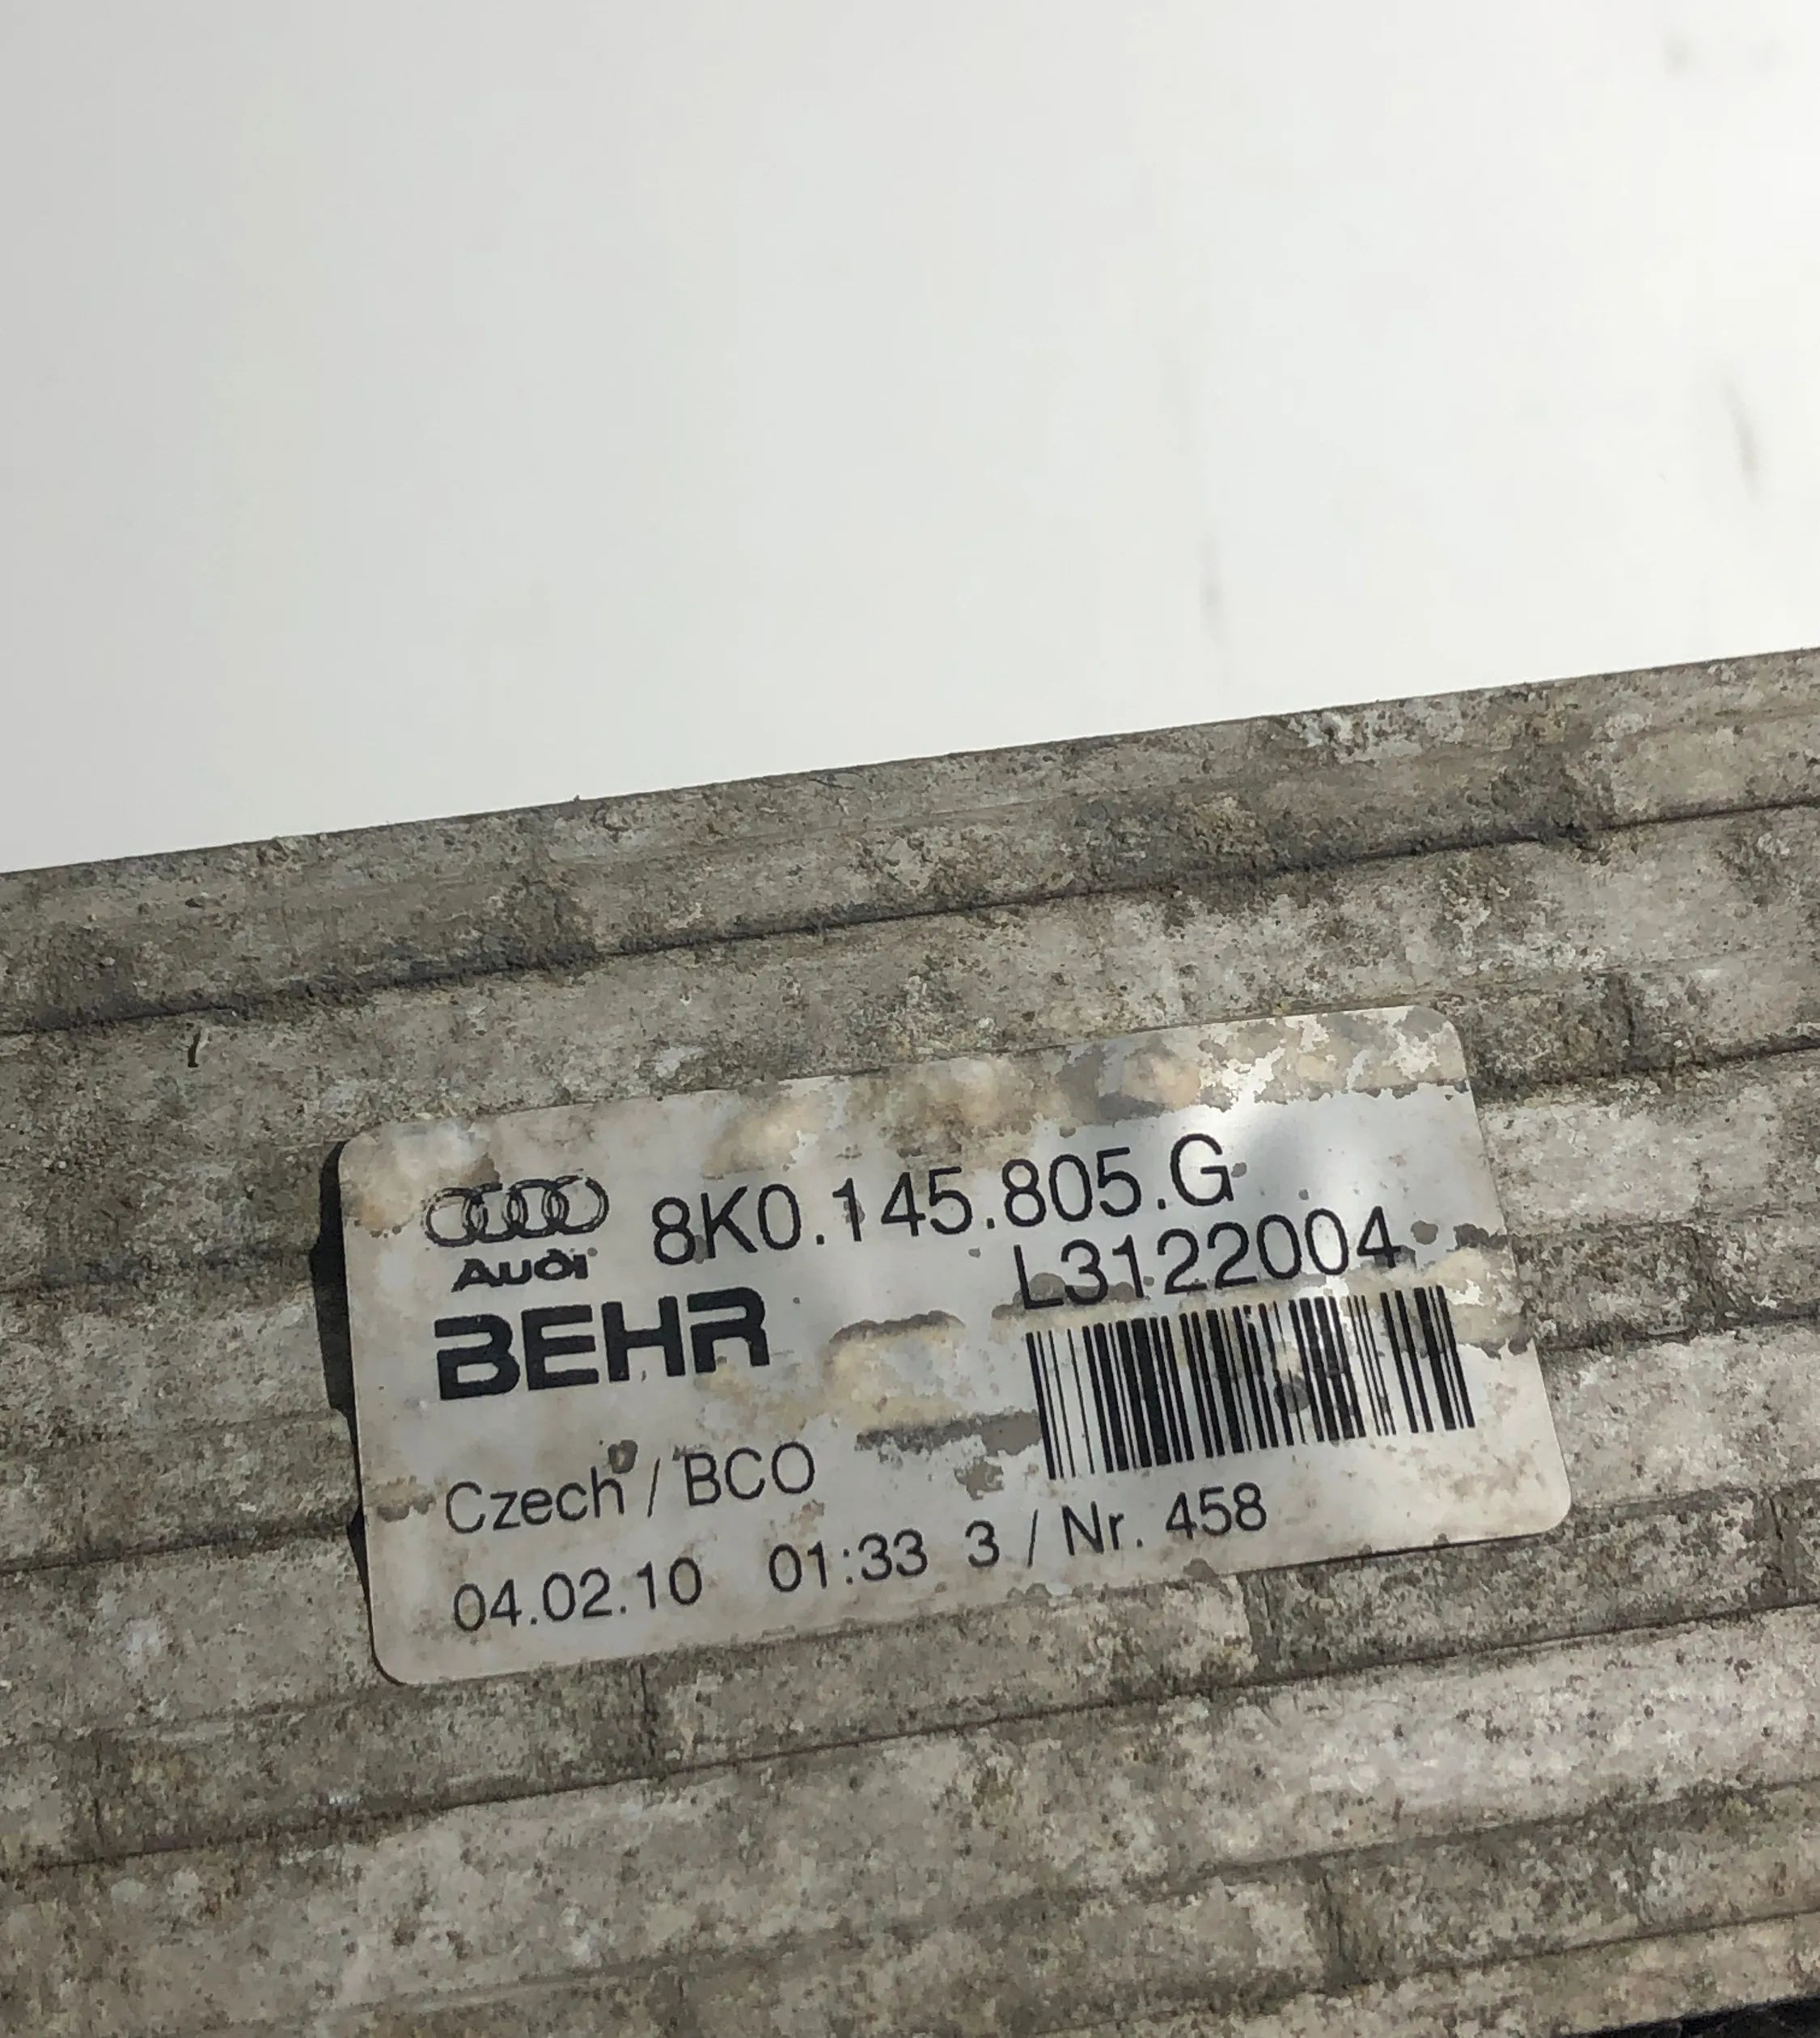 8K0.145.805.G
Audi
L3122004
BEHR
Czech / BCO
04.02.10 01:33 3 / Nr. 458